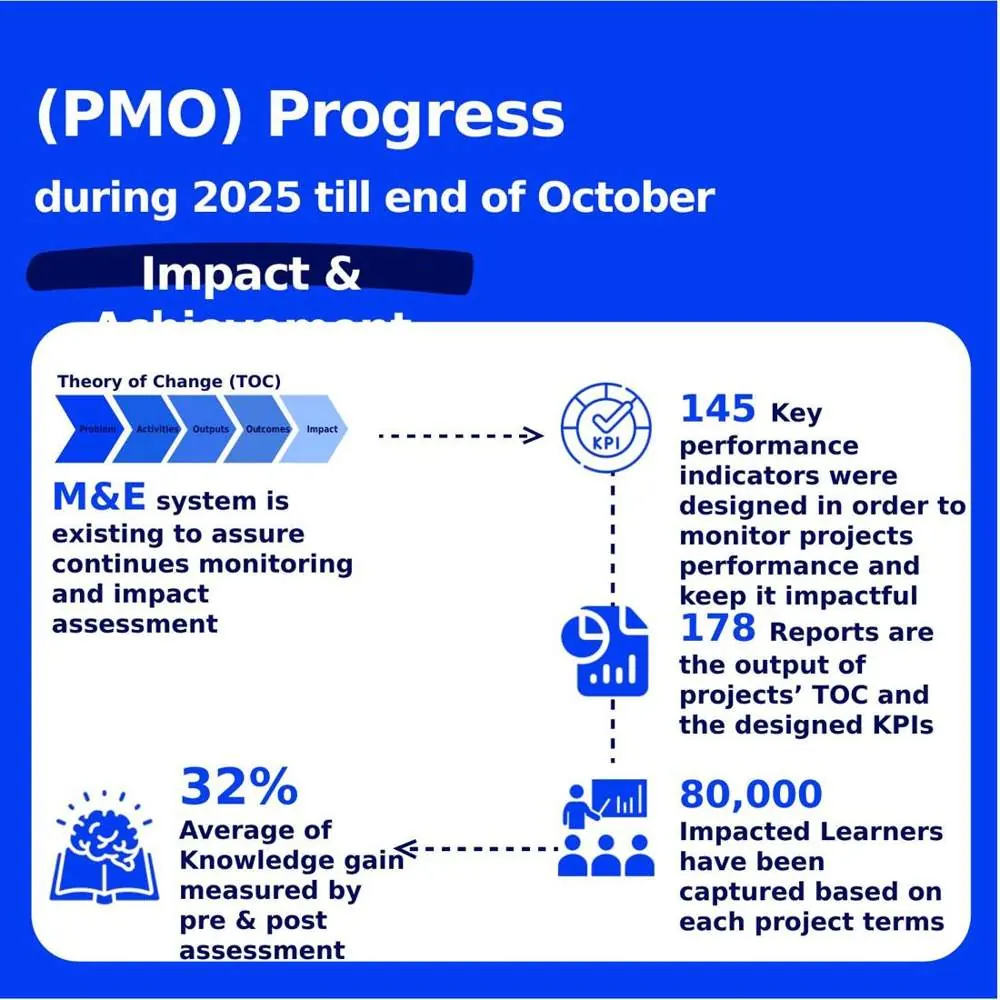 (PMO) Progress
during 2025 till end of October
Impact &
Achievement
Theory of Change (TOC)
Problem Activities Outputs Outcomes Impact
M&E system is
existing to assure
continues monitoring
and impact
assessment
KPI
145 Key
performance
indicators were
designed in order to
monitor projects
performance and
keep it impactful
178 Reports are
the output of
projects’ TOC and
the designed KPIs
80,000
Impacted Learners
have been
captured based on
each project terms
32%
Average of
Knowledge gain
measured by
pre & post
assessment